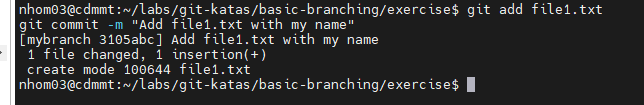 nhom03@cdmmt:~/labs/git-katas/basic-branching/exercise$ git add file1.txt
git commit -m "Add file1.txt with my name"
[mybranch 3105abc] Add file1.txt with my name
 1 file changed, 1 insertion(+)
 create mode 100644 file1.txt
nhom03@cdmmt:~/labs/git-katas/basic-branching/exercise$